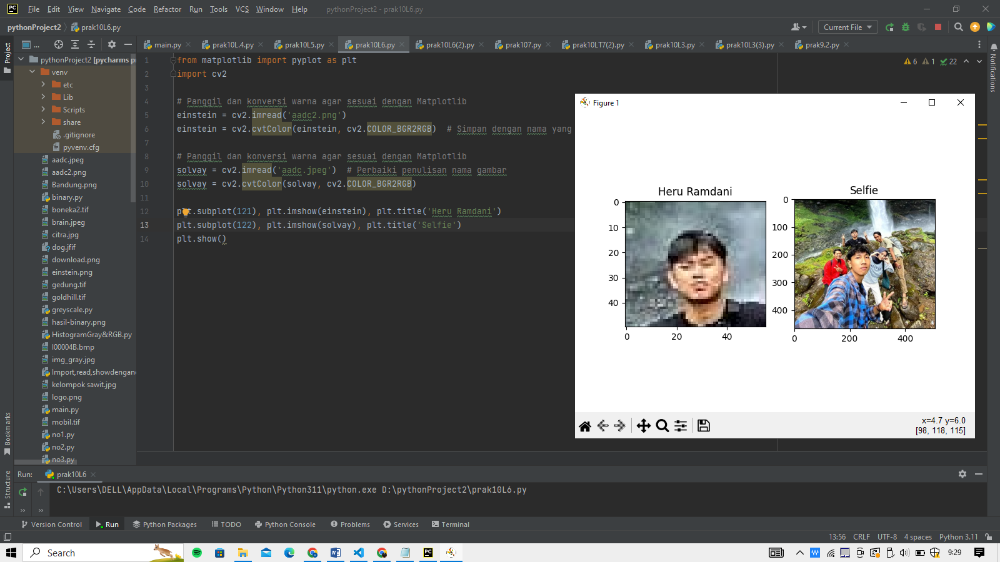 File Edit View Navigate Code Refactor Run Tools VCS Window Help pythonProject2 - prak10L6.py
pythonProject2 prak10L6.py Current File
... main.py prak10L.4.py prak10L5.py prak10L6.py prak10L6(2).py prak107.py prak10LT7(2).py prak10L3.py prak10L3(3).py prak9.2.py
Project
Bookmarks
Structure
Notifications
pythonProject2 [pycharms pr
venv
etc
Lib
Scripts
share
.gitignore
pyvenv.cfg
aadc.jpeg
aadc2.png
Bandung.png
binary.py
boneka2.tif
brain.jpeg
citra.jpg
dog.jfif
download.png
einstein.png
gedung.tif
goldhill.tif
greyscale.py
hasil-binary.png
HistogramGray&RGB.py
I00004B.bmp
img_gray.jpg
Import,read,showdengan
kelompok sawit.jpg
logo.png
main.py
mobil.tif
no1.py
no2.py
no3.py
6 1 22
1 from matplotlib import pyplot as plt
2 import cv2
3
4 # Panggil dan konversi warna agar sesuai dengan Matplotlib
5 einstein = cv2.imread('aadc2.png')
6 einstein = cv2.cvtColor(einstein, cv2.COLOR_BGR2RGB) # Simpan dengan nama yang
7
8 # Panggil dan konversi warna agar sesuai dengan Matplotlib
9 solvay = cv2.imread('aadc.jpeg') # Perbaiki penulisan nama gambar
10 solvay = cv2.cvtColor(solvay, cv2.COLOR_BGR2RGB)
11
12 plt.subplot(121), plt.imshow(einstein), plt.title('Heru Ramdani')
13 plt.subplot(122), plt.imshow(solvay), plt.title('Selfie')
14 plt.show()
Figure 1
Heru Ramdani
0
10
20
30
40
0 20 40
Selfie
0
100
200
300
400
0 200 400
x=4.7 y=6.0
[98, 118, 115]
Run: prak10L6
C:\Users\DELL\AppData\Local\Programs\Python\Python311\python.exe D:\pythonProject2\prak10L6.py
Version Control Run Python Packages TODO Python Console Problems Services Terminal
13:56 CRLF UTF-8 4 spaces Python 3.11
Search 9:29